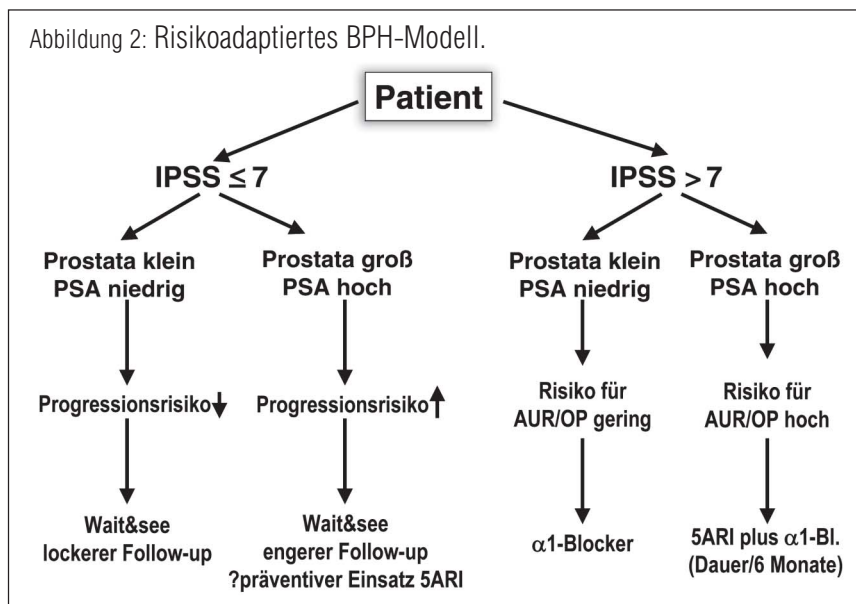 Abbildung 2: Risikoadaptiertes BPH-Modell.
Patient
IPSS ≤ 7
IPSS > 7
Prostata klein
PSA niedrig
Prostata groß
PSA hoch
Prostata klein
PSA niedrig
Prostata groß
PSA hoch
Progressionsrisiko
Progressionsrisiko
Risiko für
AUR/OP gering
Risiko für
AUR/OP hoch
Wait&see
lockerer Follow-up
Wait&see
engerer Follow-up
?präventiver Einsatz 5ARI
α1-Blocker
5ARI plus α1-Bl.
(Dauer/6 Monate)